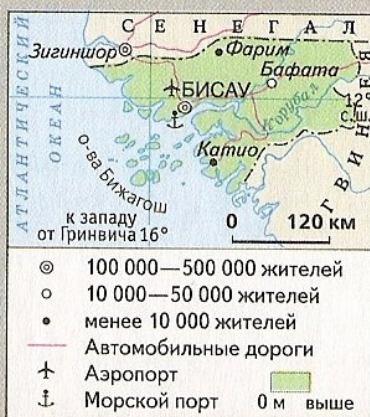 СЕНЕГАЛ
Зигиншор
Фарим
Бафата
БИСАУ
12°
с.ш.
Корубал
Катио
АТЛАНТИЧЕСКИЙ
ОКЕАН
о-ва Бижагош
ГВИНЕЯ
к западу
от Гринвича 16°
0 120 км
100 000—500 000 жителей
10 000—50 000 жителей
менее 10 000 жителей
Автомобильные дороги
Аэропорт
Морской порт 0 м выше